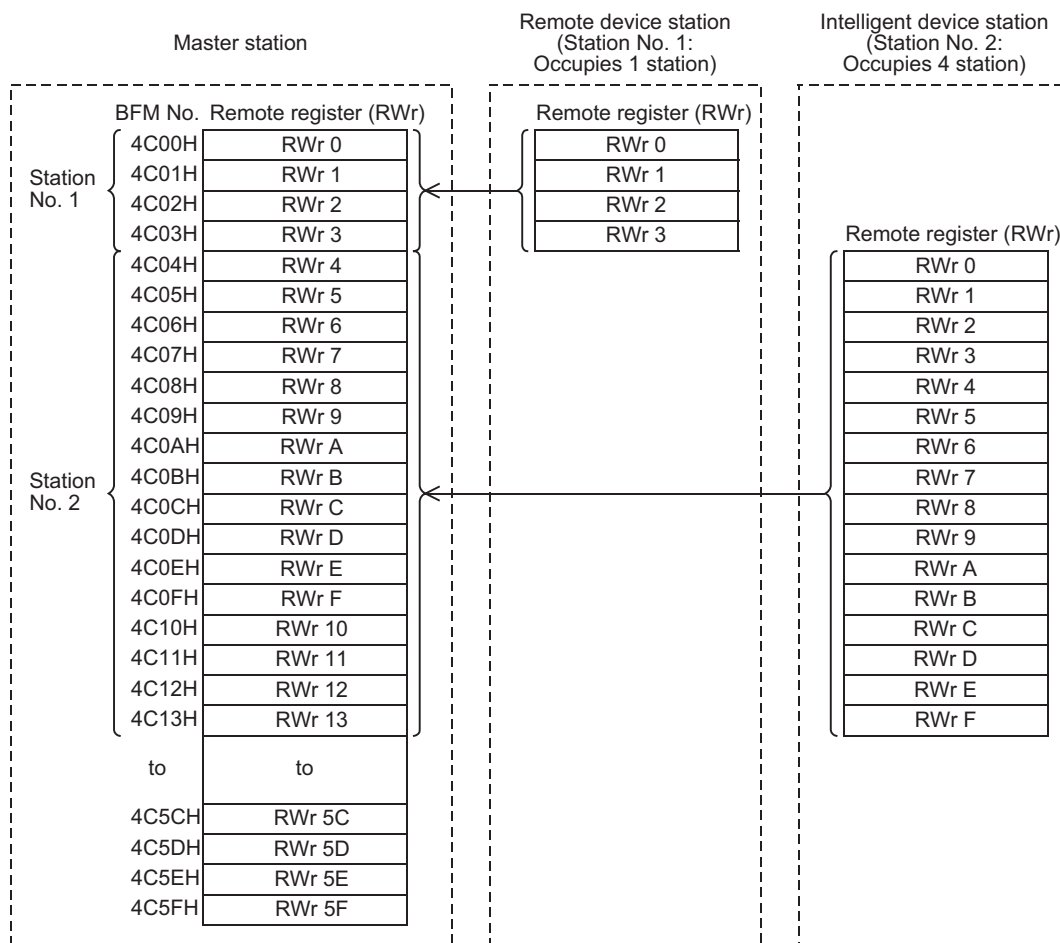 Master station
Remote device station
(Station No. 1:
Occupies 1 station)
Intelligent device station
(Station No. 2:
Occupies 4 station)
BFM No. Remote register (RWr)
Remote register (RWr)
4C00H RWr 0 RWr 0
Station
No. 1
4C01H RWr 1 RWr 1
4C02H RWr 2 RWr 2
4C03H RWr 3 RWr 3
Remote register (RWr)
4C04H RWr 4 RWr 0
4C05H RWr 5 RWr 1
4C06H RWr 6 RWr 2
4C07H RWr 7 RWr 3
4C08H RWr 8 RWr 4
4C09H RWr 9 RWr 5
4C0AH RWr A RWr 6
Station
No. 2
4C0BH RWr B RWr 7
4C0CH RWr C RWr 8
4C0DH RWr D RWr 9
4C0EH RWr E RWr A
4C0FH RWr F RWr B
4C10H RWr 10 RWr C
4C11H RWr 11 RWr D
4C12H RWr 12 RWr E
4C13H RWr 13 RWr F
to to
4C5CH RWr 5C
4C5DH RWr 5D
4C5EH RWr 5E
4C5FH RWr 5F